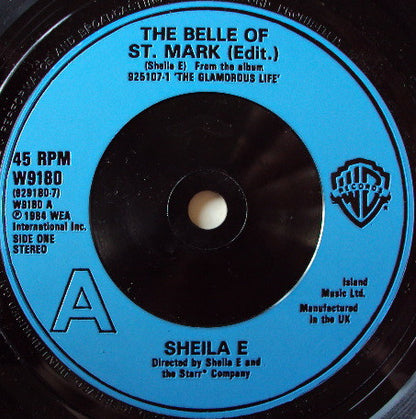 THE BELLE OF
ST. MARK (Edit.)
(Sheila E) From the album
925107-1 'THE GLAMOROUS LIFE'
45 RPM
W9180
(929180-7)
W9180 A
℗ 1984 WEA
International Inc.
SIDE ONE
STEREO
WB
RECORDS
A
Island
Music Ltd.
Manufactured
in the UK
SHEILA E
Directed by Sheila E and
the Starr* Company